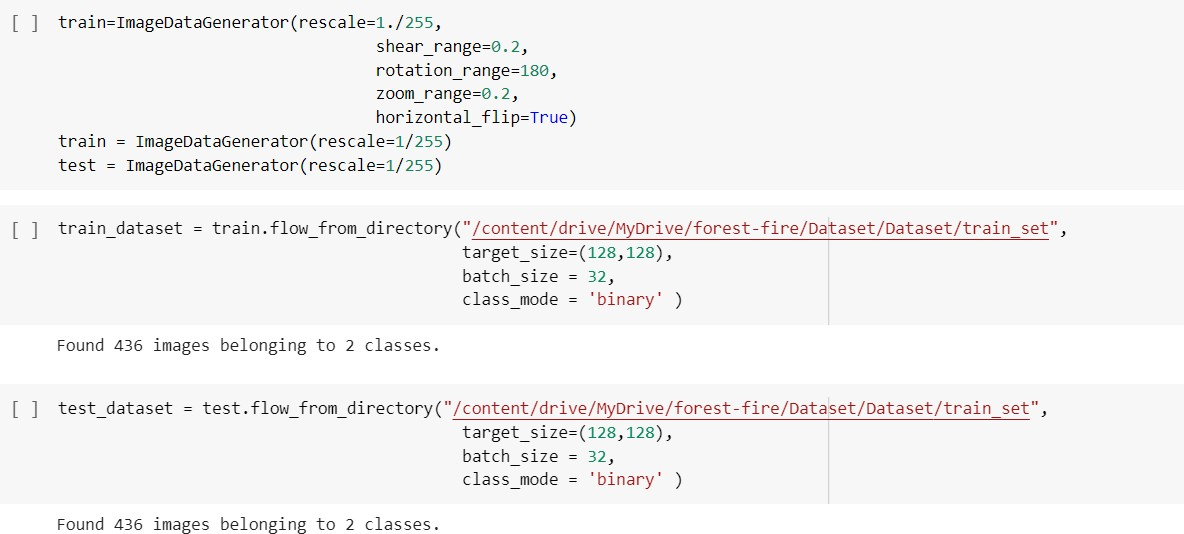 [ ] train=ImageDataGenerator(rescale=1./255,
shear_range=0.2,
rotation_range=180,
zoom_range=0.2,
horizontal_flip=True)
train = ImageDataGenerator(rescale=1/255)
test = ImageDataGenerator(rescale=1/255)
[ ] train_dataset = train.flow_from_directory("/content/drive/MyDrive/forest-fire/Dataset/Dataset/train_set",
target_size=(128,128),
batch_size = 32,
class_mode = 'binary' )
Found 436 images belonging to 2 classes.
[ ] test_dataset = test.flow_from_directory("/content/drive/MyDrive/forest-fire/Dataset/Dataset/train_set",
target_size=(128,128),
batch_size = 32,
class_mode = 'binary' )
Found 436 images belonging to 2 classes.